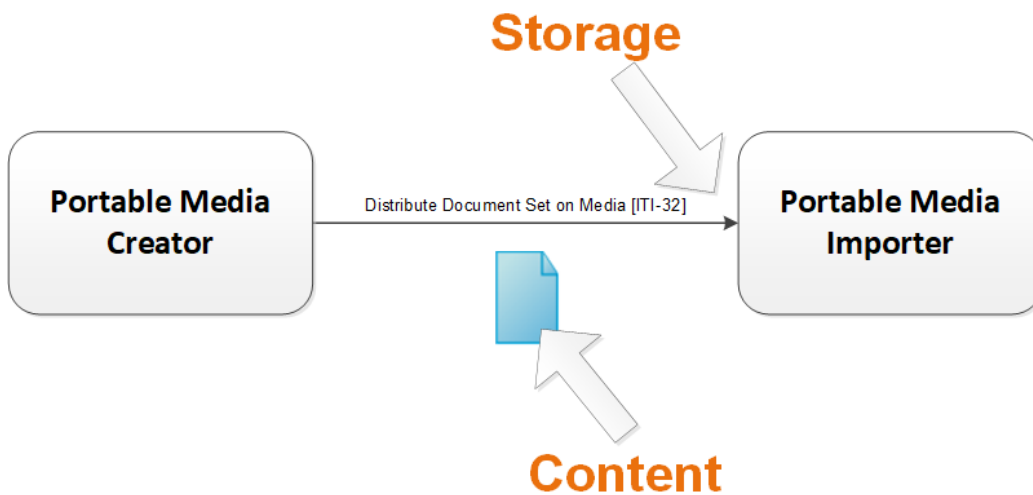 Storage
Portable Media
Creator
Distribute Document Set on Media [ITI-32]
Portable Media
Importer
Content